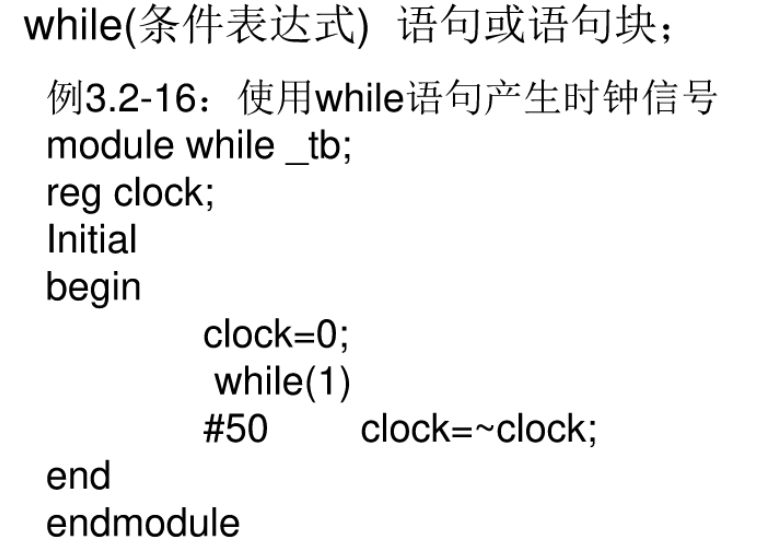 while(条件表达式) 语句或语句块；
例3.2-16：使用while语句产生时钟信号
module while _tb;
reg clock;
Initial
begin
clock=0;
while(1)
#50 clock=~clock;
end
endmodule